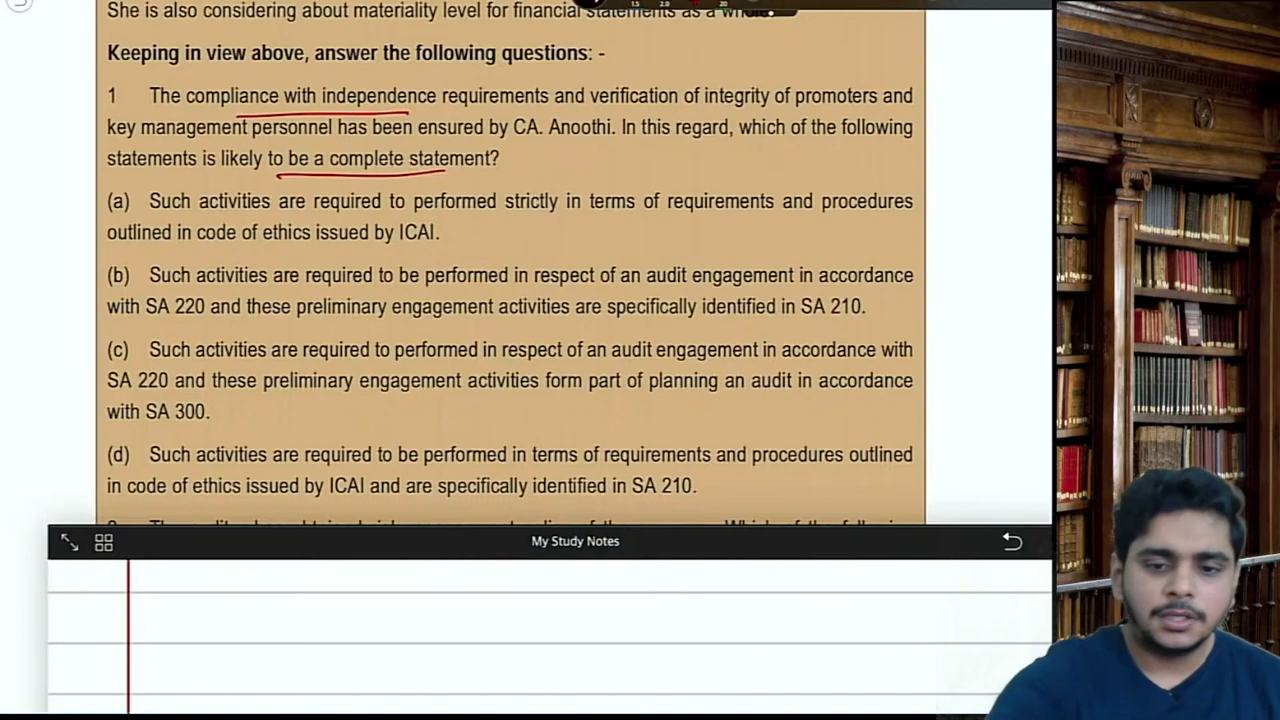 She is also considering about materiality level for financial statements as a whole.
Keeping in view above, answer the following questions: -
1 The compliance with independence requirements and verification of integrity of promoters and
key management personnel has been ensured by CA. Anoothi. In this regard, which of the following
statements is likely to be a complete statement?
(a) Such activities are required to performed strictly in terms of requirements and procedures
outlined in code of ethics issued by ICAI.
(b) Such activities are required to be performed in respect of an audit engagement in accordance
with SA 220 and these preliminary engagement activities are specifically identified in SA 210.
(c) Such activities are required to performed in respect of an audit engagement in accordance with
SA 220 and these preliminary engagement activities form part of planning an audit in accordance
with SA 300.
(d) Such activities are required to be performed in terms of requirements and procedures outlined
in code of ethics issued by ICAI and are specifically identified in SA 210.
My Study Notes